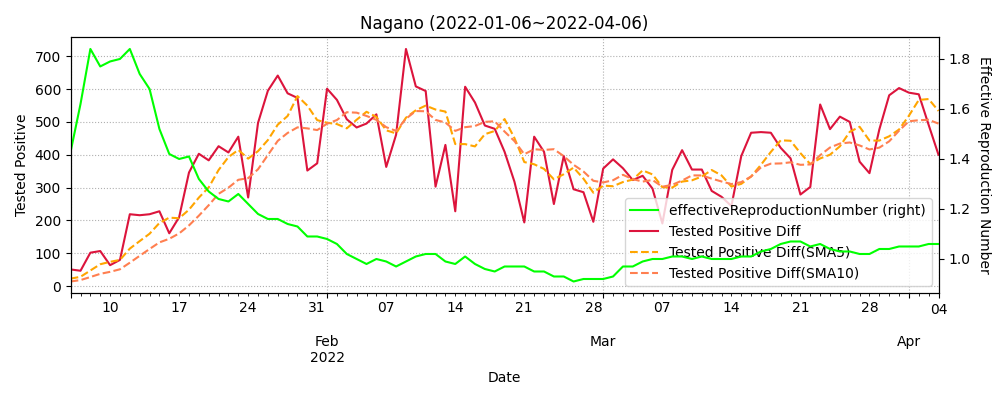 Nagano (2022-01-06~2022-04-06)
700
600
500
400
300
200
100
0
Tested Positive
1.8
1.6
1.4
1.2
1.0
Effective Reproduction Number
effectiveReproductionNumber (right)
Tested Positive Diff
Tested Positive Diff(SMA5)
Tested Positive Diff(SMA10)
10 17 24 31 07 14 21 28 07 14 21 28 04
Feb Mar Apr
2022
Date